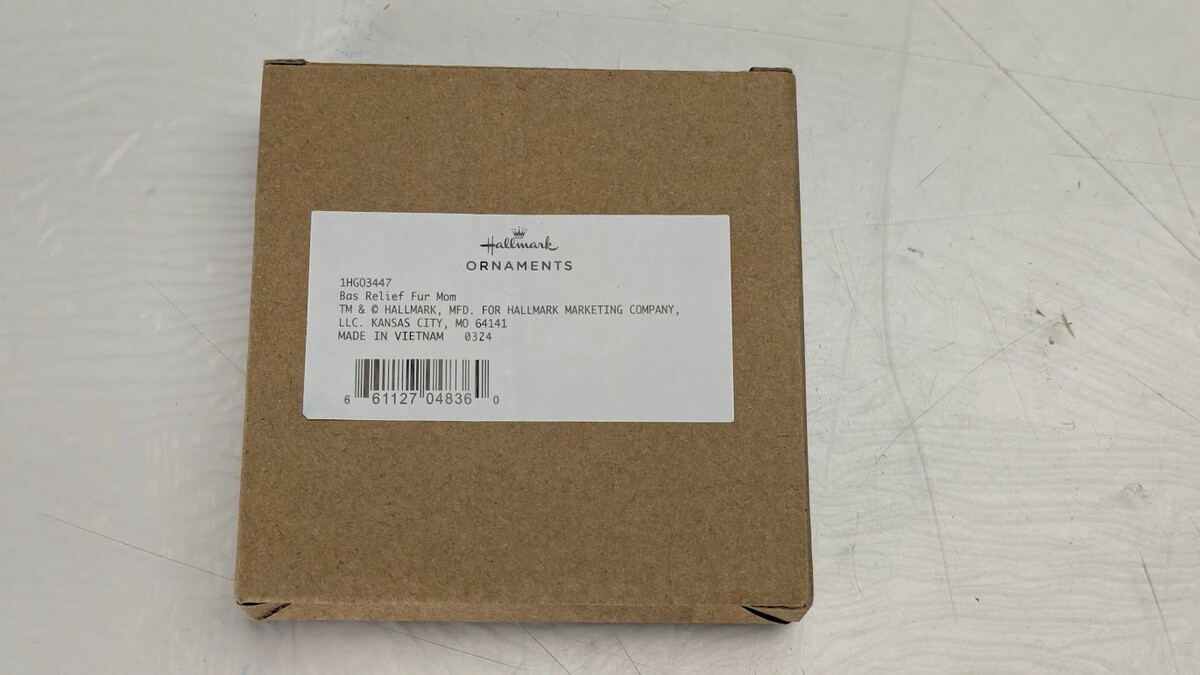 Hallmark
ORNAMENTS
1HGO3447
Bas Relief Fur Mom
TM & © HALLMARK, MFD. FOR HALLMARK MARKETING COMPANY,
LLC. KANSAS CITY, MO 64141
MADE IN VIETNAM 0324
6 61127 04836 0